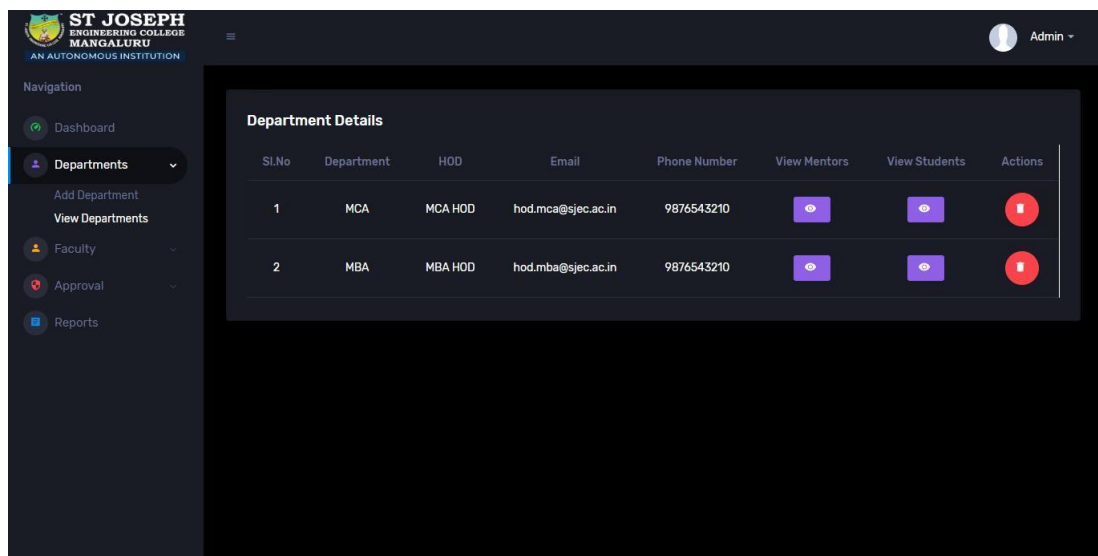 ST JOSEPH
ENGINEERING COLLEGE
MANGALURU
AN AUTONOMOUS INSTITUTION
Admin
Navigation
Dashboard
Departments
Add Department
View Departments
Faculty
Approval
Reports
Department Details
Sl.No Department HOD Email Phone Number View Mentors View Students Actions
1 MCA MCA HOD hod.mca@sjec.ac.in 9876543210
2 MBA MBA HOD hod.mba@sjec.ac.in 9876543210